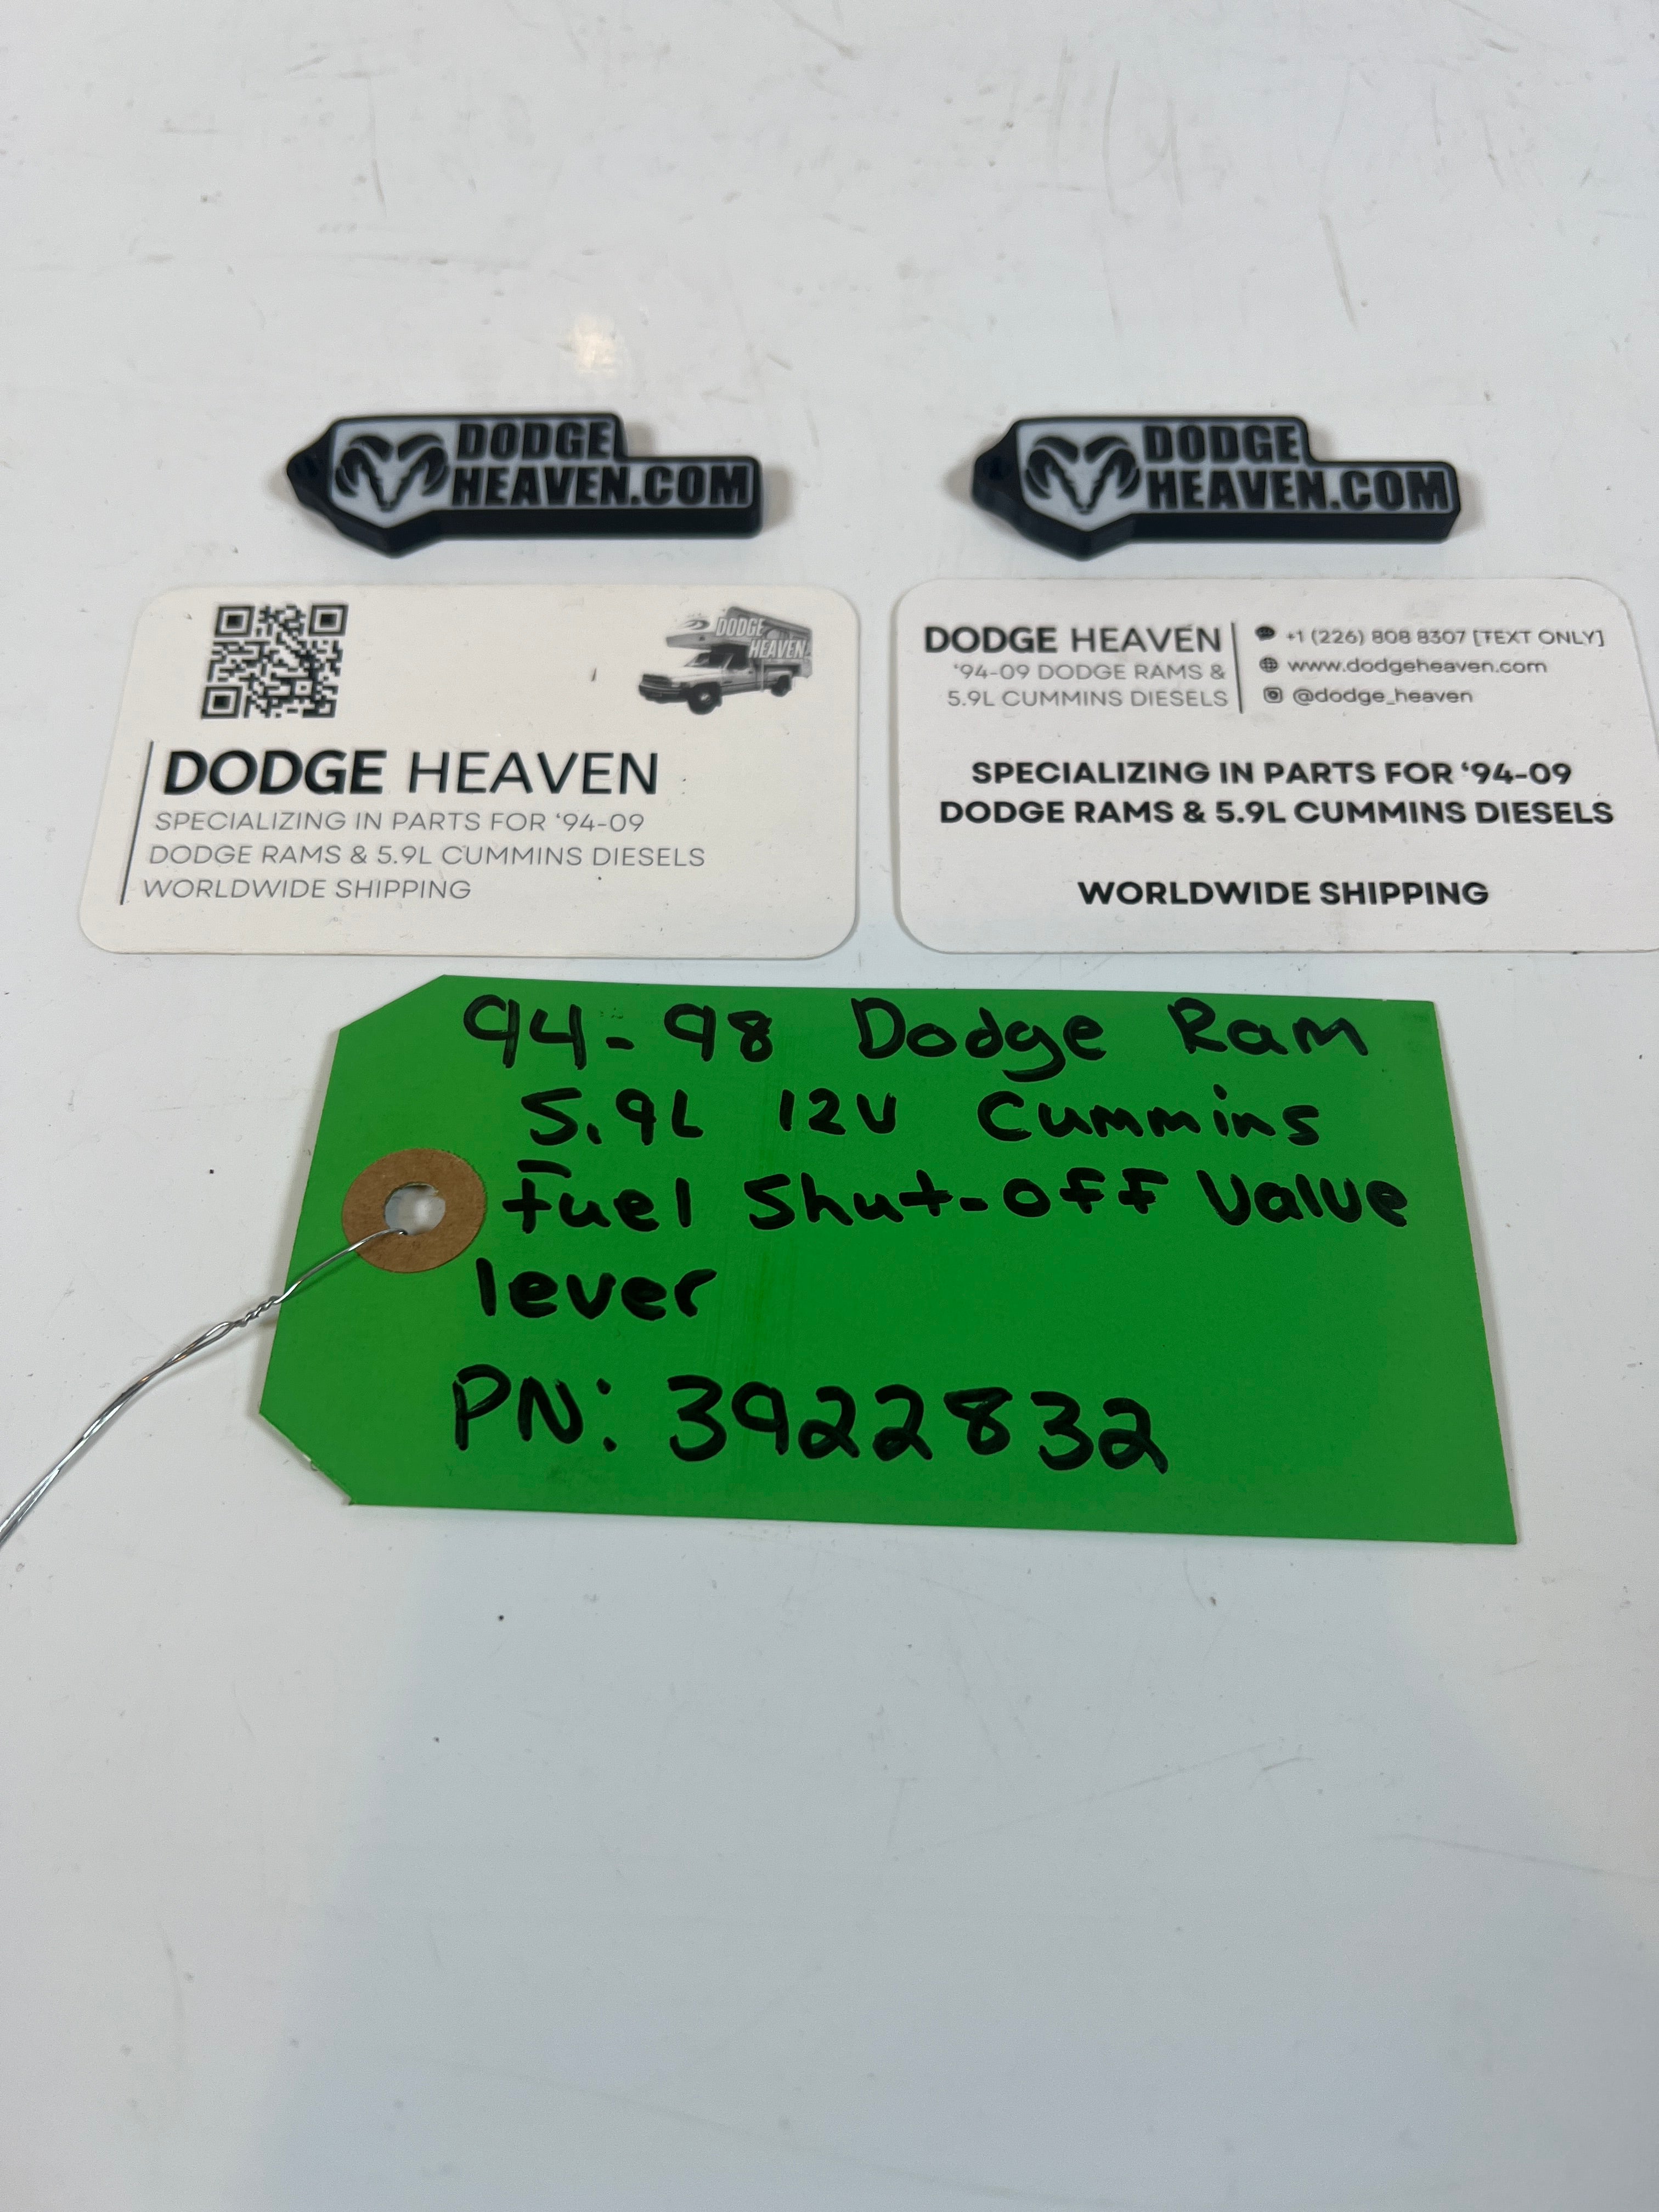 DODGE
HEAVEN.COM
DODGE
HEAVEN.COM
DODGE
HEAVEN
DODGE HEAVEN
SPECIALIZING IN PARTS FOR ‘94-09
DODGE RAMS & 5.9L CUMMINS DIESELS
WORLDWIDE SHIPPING
DODGE HEAVEN
‘94-09 DODGE RAMS &
5.9L CUMMINS DIESELS
+1 (226) 808 8307 [TEXT ONLY]
www.dodgeheaven.com
@dodge_heaven
SPECIALIZING IN PARTS FOR ‘94-09
DODGE RAMS & 5.9L CUMMINS DIESELS
WORLDWIDE SHIPPING
94-98 Dodge Ram
5.9L 12V Cummins
Fuel Shut-off Valve
lever
PN: 3922832